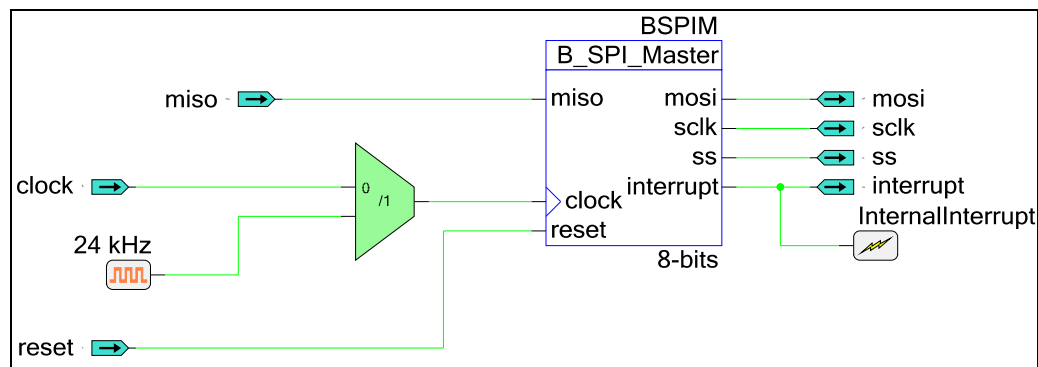 BSPIM
B_SPI_Master
miso
miso
mosi
mosi
sclk
sclk
ss
ss
clock
0
/1
interrupt
interrupt
clock
InternalInterrupt
reset
24 kHz
8-bits
reset